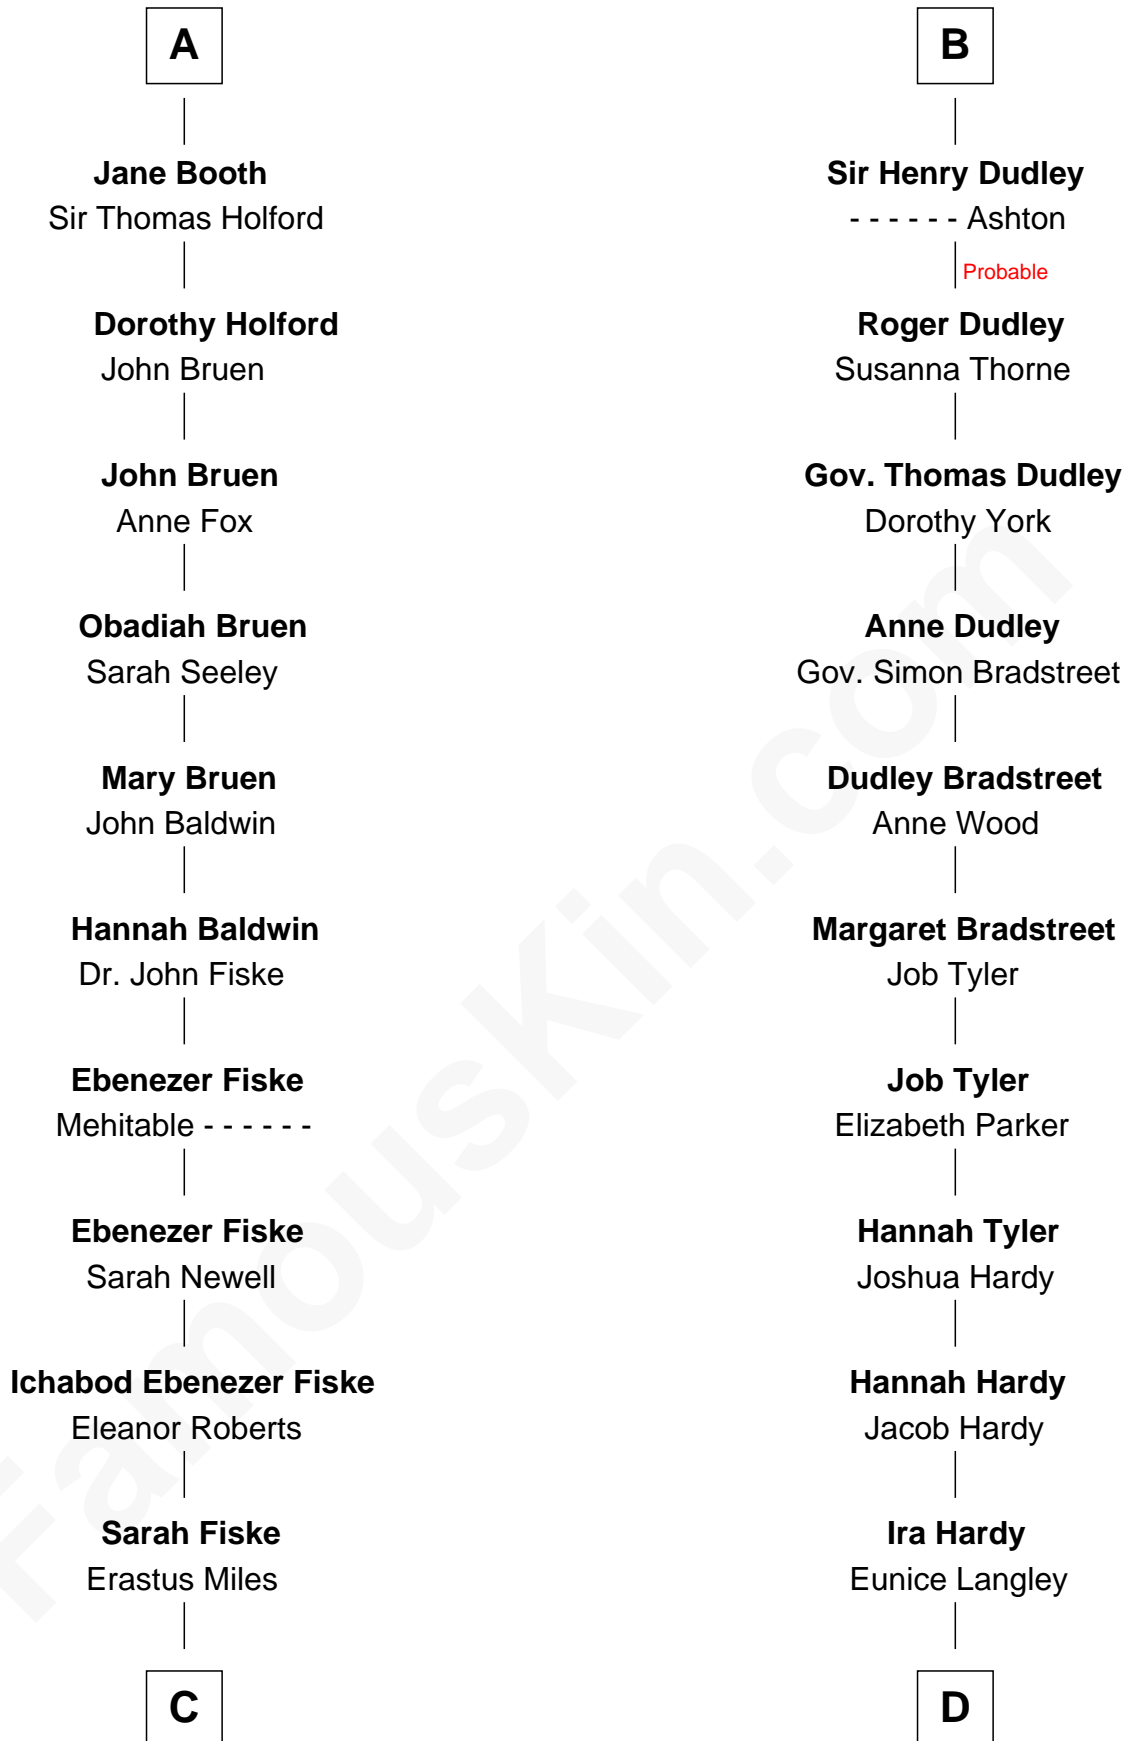 A
Jane Booth
Sir Thomas Holford
Dorothy Holford
John Bruen
John Bruen
Anne Fox
Obadiah Bruen
Sarah Seeley
Mary Bruen
John Baldwin
Hannah Baldwin
Dr. John Fiske
Ebenezer Fiske
Mehitable - - - - - -
Ebenezer Fiske
Sarah Newell
Ichabod Ebenezer Fiske
Eleanor Roberts
Sarah Fiske
Erastus Miles
C
B
Sir Henry Dudley
- - - - - - Ashton
Probable
Roger Dudley
Susanna Thorne
Gov. Thomas Dudley
Dorothy York
Anne Dudley
Gov. Simon Bradstreet
Dudley Bradstreet
Anne Wood
Margaret Bradstreet
Job Tyler
Job Tyler
Elizabeth Parker
Hannah Tyler
Joshua Hardy
Hannah Hardy
Jacob Hardy
Ira Hardy
Eunice Langley
D
FamousKin.com